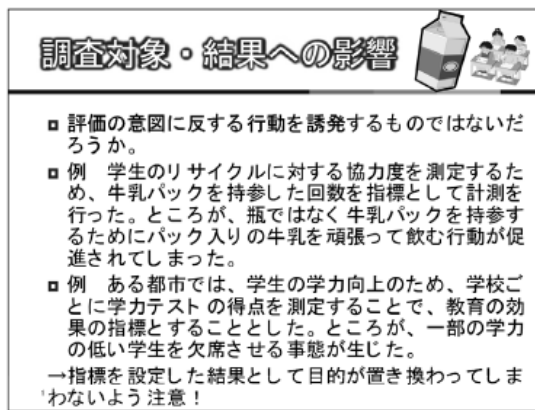 調査対象・結果への影響
評価の意図に反する行動を誘発するものではないだ
ろうか。
例　学生のリサイクルに対する協力度を測定するた
め、牛乳パックを持参した回数を指標として計測を
行った。ところが、瓶ではなく牛乳パックを持参す
るためにパック入りの牛乳を頑張って飲む行動が促
進されてしまった。
例　ある都市では、学生の学力向上のため、学校ご
とに学力テストの得点を測定することで、教育の効
果の指標とすることとした。ところが、一部の学力
の低い学生を欠席させる事態が生じた。
→指標を設定した結果として目的が置き換わってしま
わないよう注意！